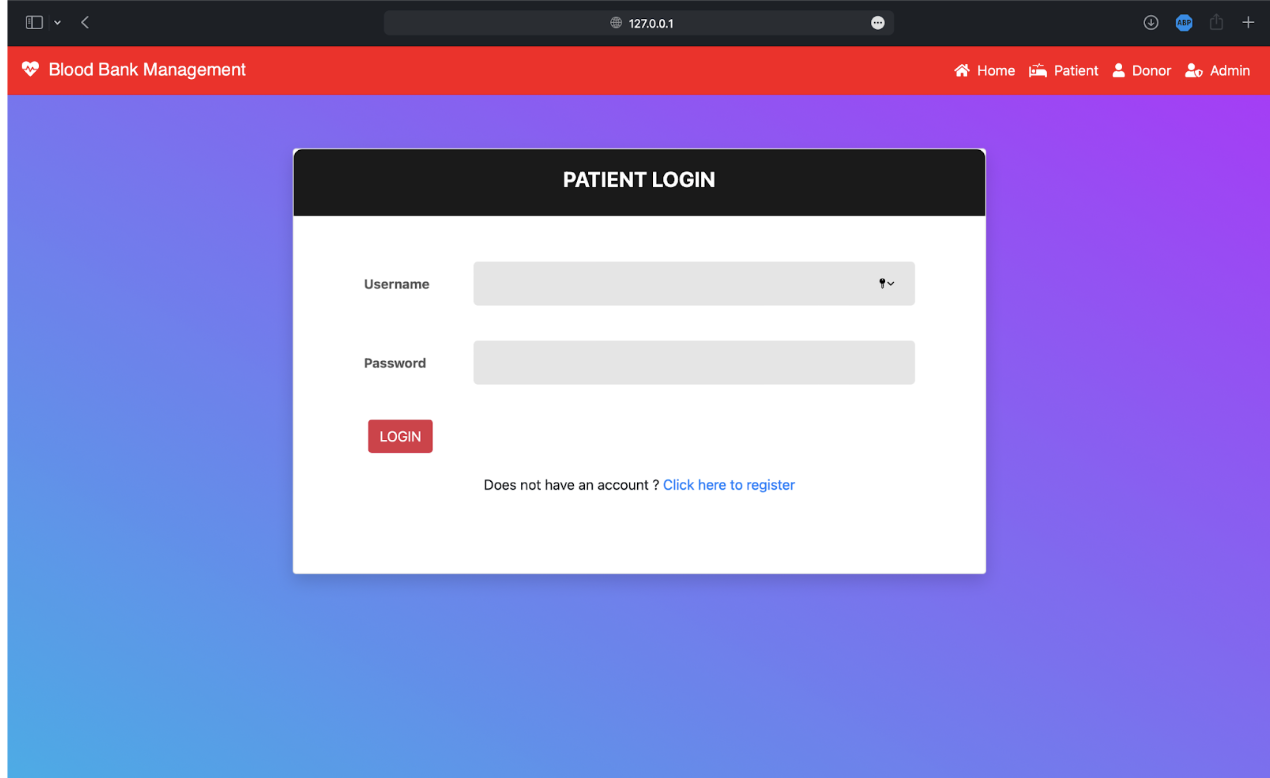 127.0.0.1
ABP
Blood Bank Management
Home Patient Donor Admin
PATIENT LOGIN
Username
Password
LOGIN
Does not have an account ? Click here to register